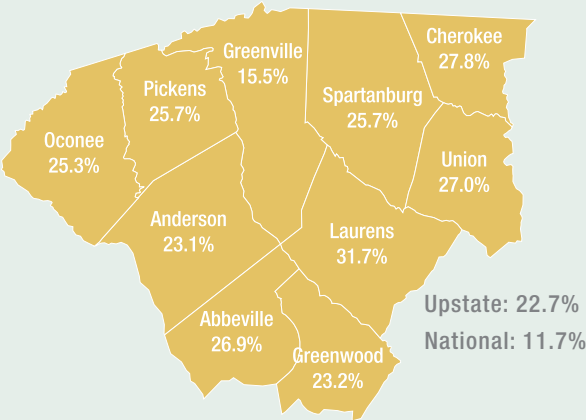 Cherokee
27.8%
Greenville
15.5%
Pickens
25.7%
Spartanburg
25.7%
Oconee
25.3%
Union
27.0%
Anderson
23.1%
Laurens
31.7%
Upstate: 22.7%
Abbeville
26.9%
National: 11.7%
Greenwood
23.2%